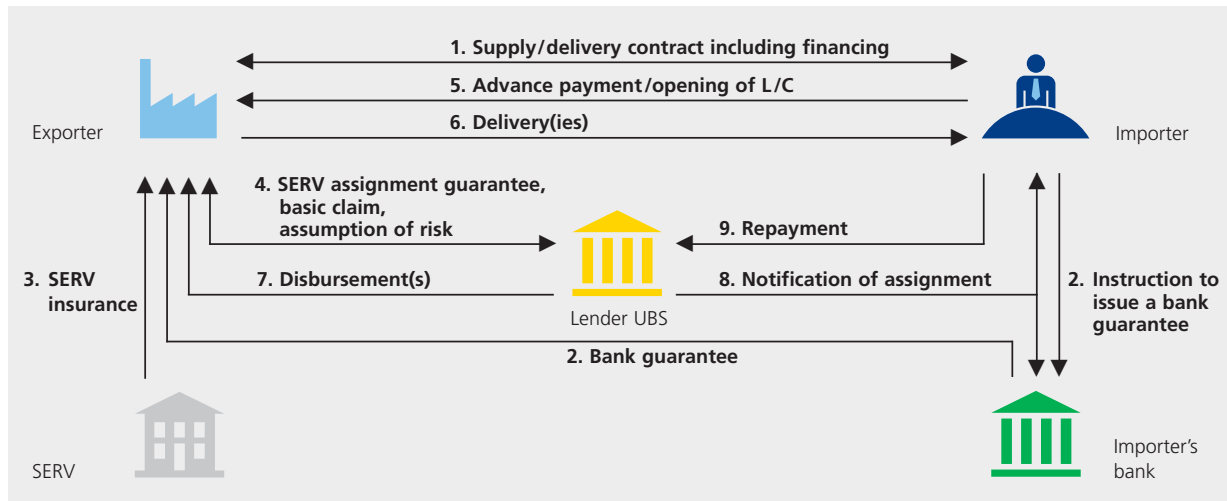 1. Supply/delivery contract including financing
5. Advance payment/opening of L/C
6. Delivery(ies)
Exporter
Importer
4. SERV assignment guarantee,
basic claim,
assumption of risk
9. Repayment
3. SERV
insurance
7. Disbursement(s)
8. Notification of assignment
2. Instruction to
issue a bank
guarantee
Lender UBS
2. Bank guarantee
SERV
Importer's
bank